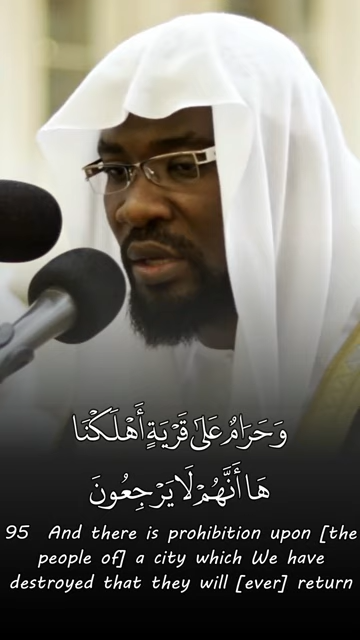 وَحَرَامٌ عَلَىٰ قَرْيَةٍ أَهْلَكْنَا
هَا أَنَّهُمْ لَا يَرْجِعُونَ
95 And there is prohibition upon [the
people of] a city which We have
destroyed that they will [ever] return